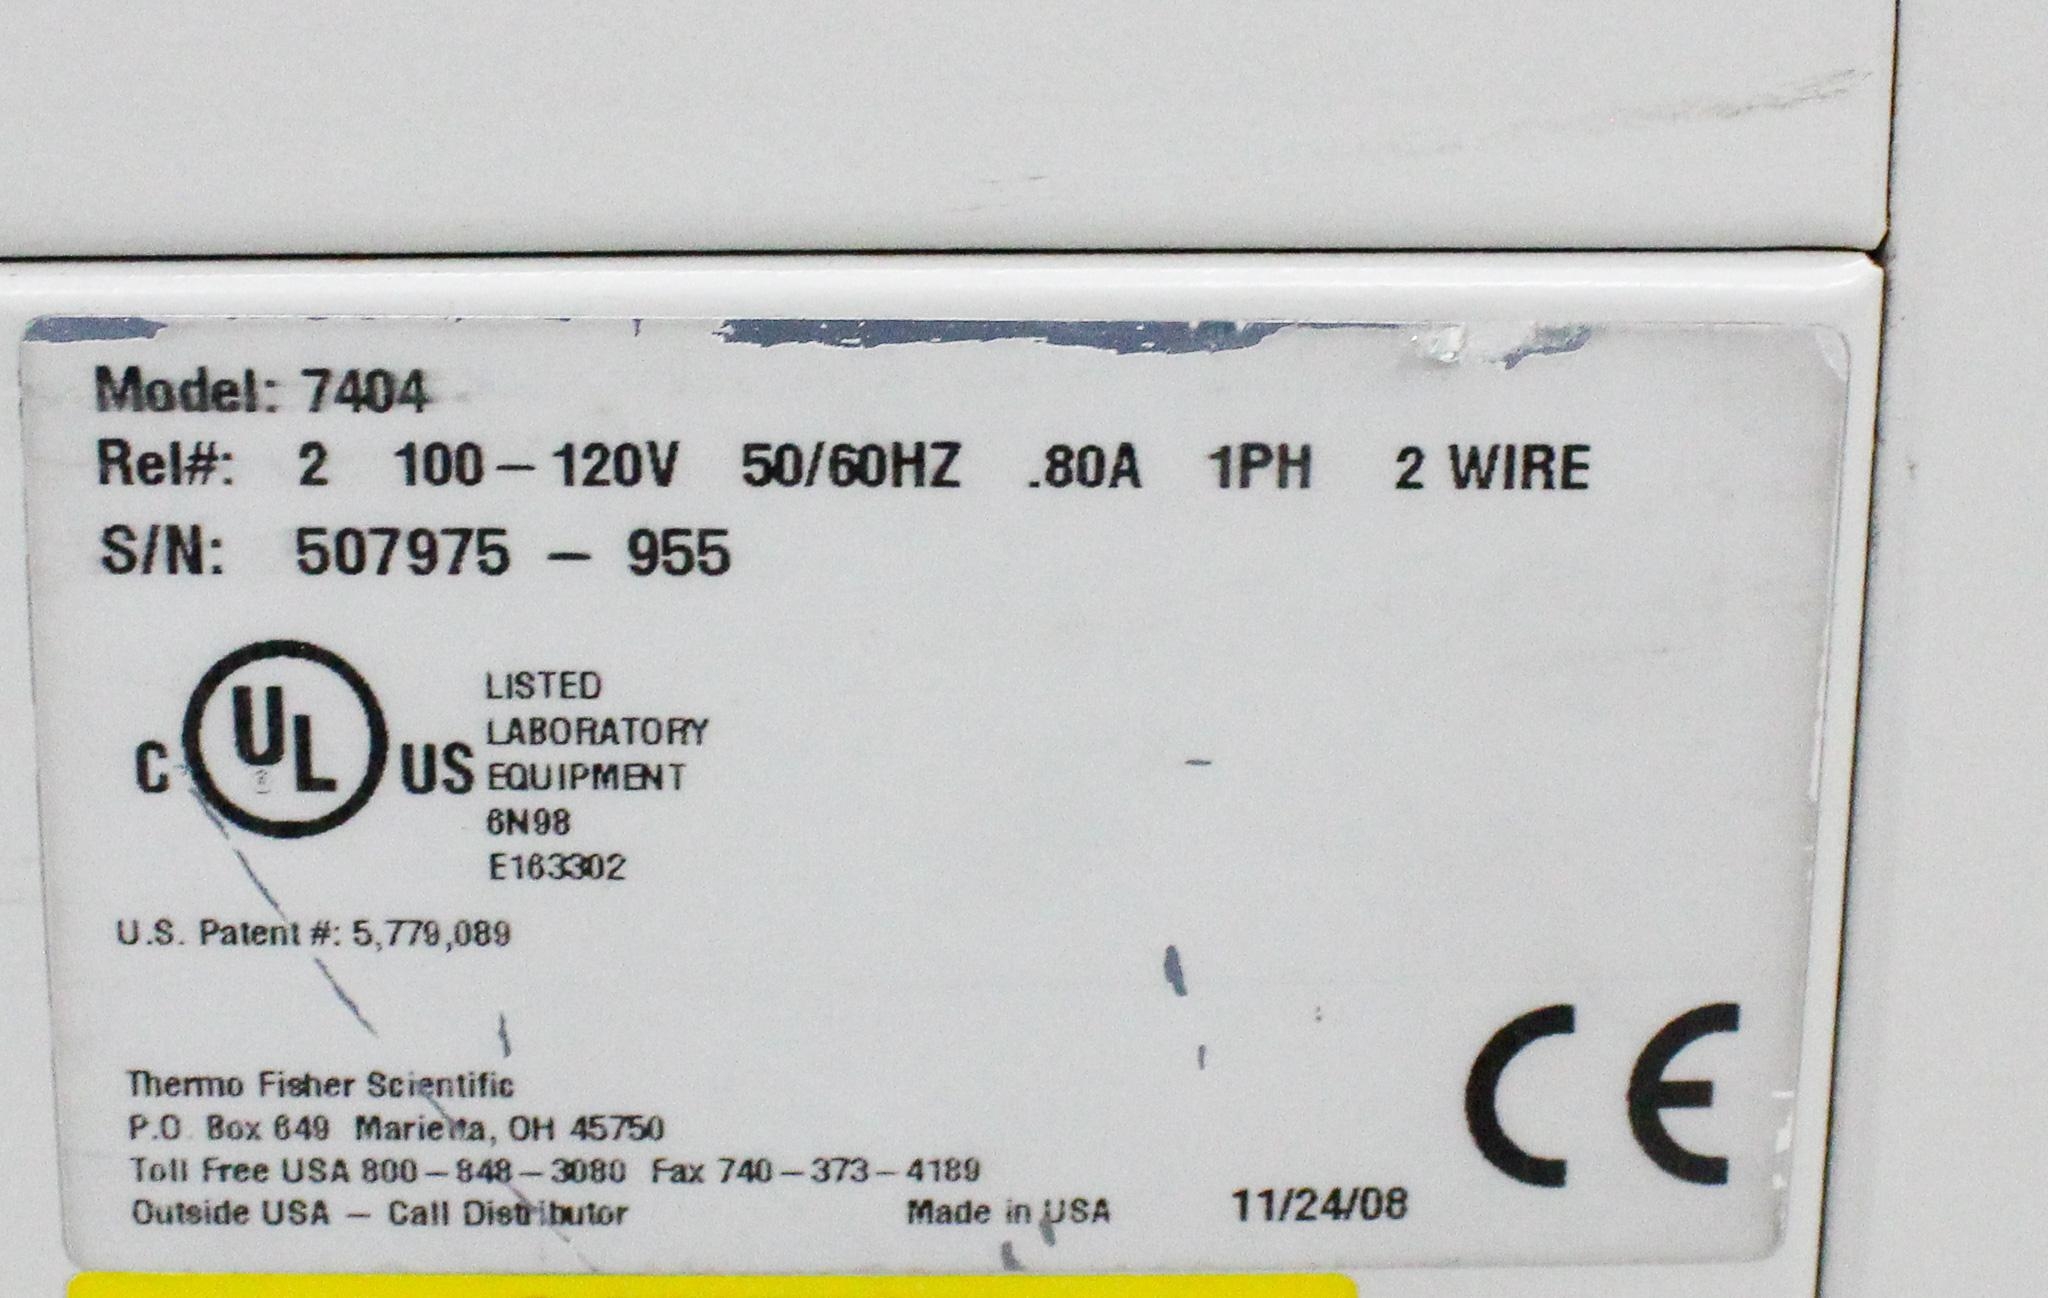 Model: 7404
Rel#: 2 100-120V 50/60HZ .80A 1PH 2 WIRE
S/N: 507975 - 955
C UL US
LISTED
LABORATORY
EQUIPMENT
6N98
E163302
U.S. Patent #: 5,779,089
Thermo Fisher Scientific
P.O. Box 649 Marietta, OH 45750
Toll Free USA 800-848-3080 Fax 740-373-4189
Outside USA - Call Distributor Made in USA 11/24/08
CE